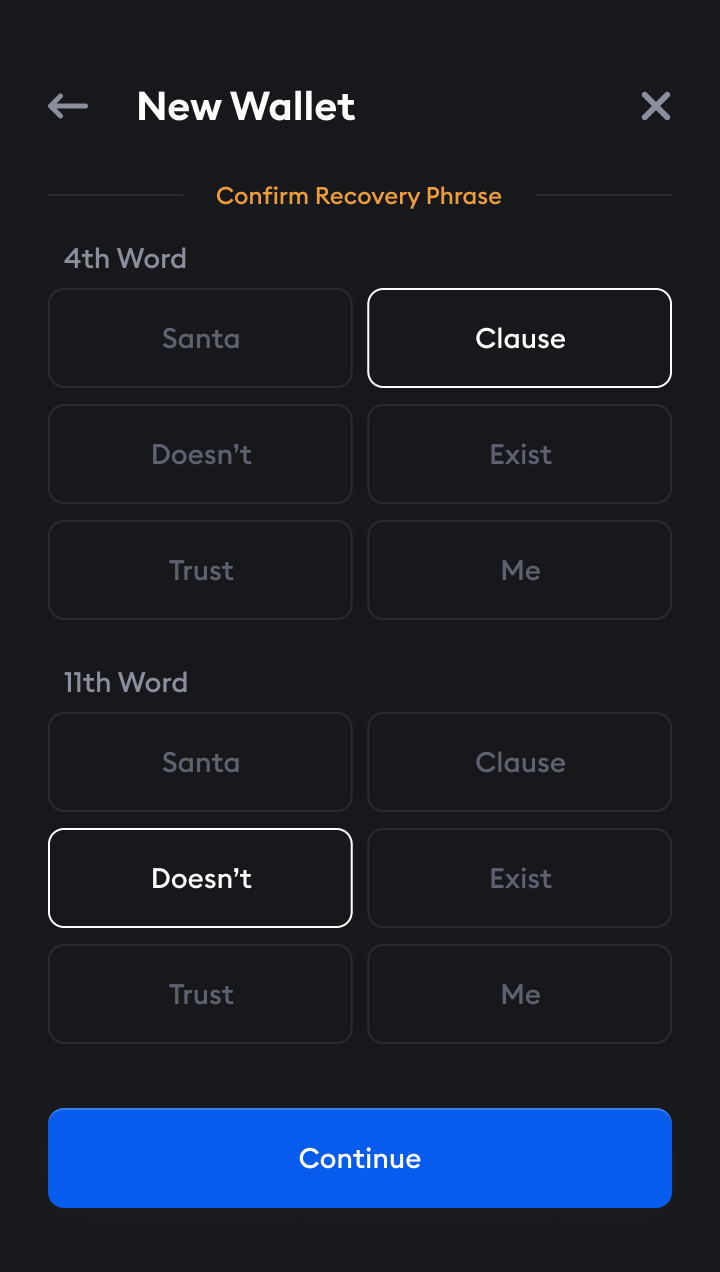 New Wallet
Confirm Recovery Phrase
4th Word
Santa Clause
Doesn’t Exist
Trust Me
11th Word
Santa Clause
Doesn’t Exist
Trust Me
Continue